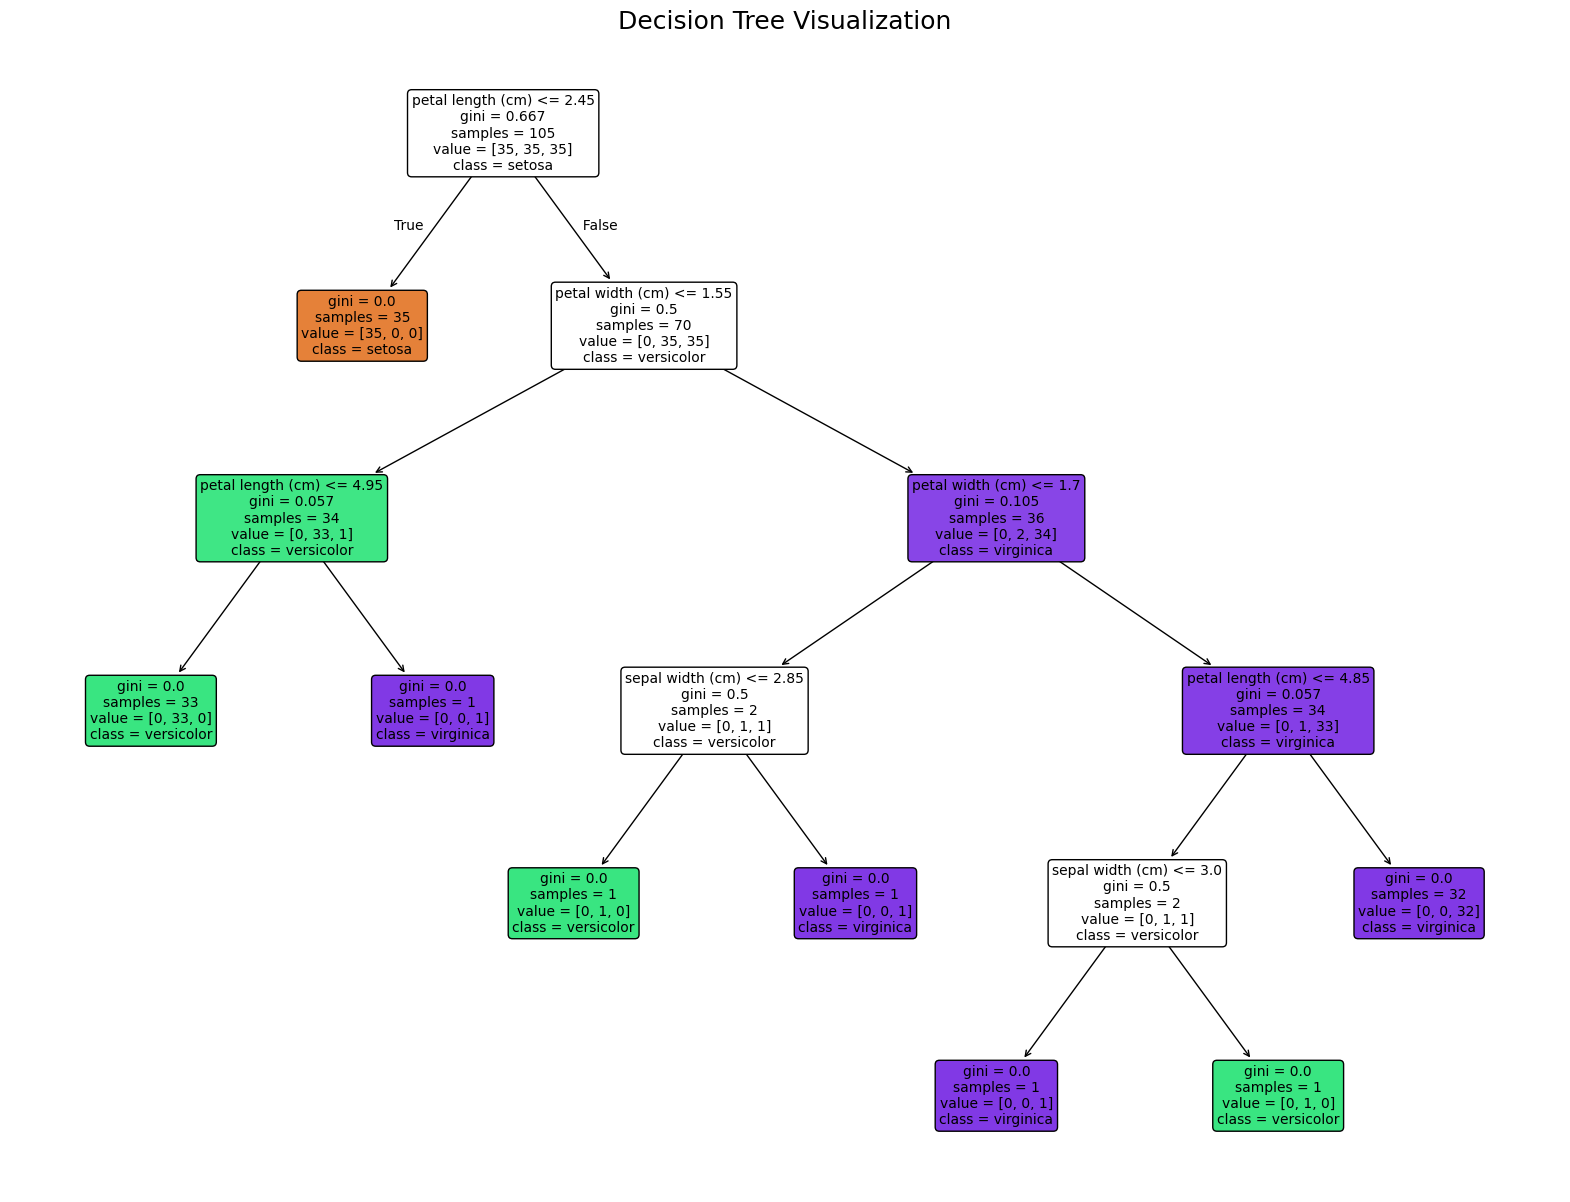 Decision Tree Visualization
petal length (cm) <= 2.45
gini = 0.667
samples = 105
value = [35, 35, 35]
class = setosa
True
False
gini = 0.0
samples = 35
value = [35, 0, 0]
class = setosa
petal width (cm) <= 1.55
gini = 0.5
samples = 70
value = [0, 35, 35]
class = versicolor
petal length (cm) <= 4.95
gini = 0.057
samples = 34
value = [0, 33, 1]
class = versicolor
petal width (cm) <= 1.7
gini = 0.105
samples = 36
value = [0, 2, 34]
class = virginica
gini = 0.0
samples = 33
value = [0, 33, 0]
class = versicolor
gini = 0.0
samples = 1
value = [0, 0, 1]
class = virginica
sepal width (cm) <= 2.85
gini = 0.5
samples = 2
value = [0, 1, 1]
class = versicolor
petal length (cm) <= 4.85
gini = 0.057
samples = 34
value = [0, 1, 33]
class = virginica
gini = 0.0
samples = 1
value = [0, 1, 0]
class = versicolor
gini = 0.0
samples = 1
value = [0, 0, 1]
class = virginica
sepal width (cm) <= 3.0
gini = 0.5
samples = 2
value = [0, 1, 1]
class = versicolor
gini = 0.0
samples = 32
value = [0, 0, 32]
class = virginica
gini = 0.0
samples = 1
value = [0, 0, 1]
class = virginica
gini = 0.0
samples = 1
value = [0, 1, 0]
class = versicolor